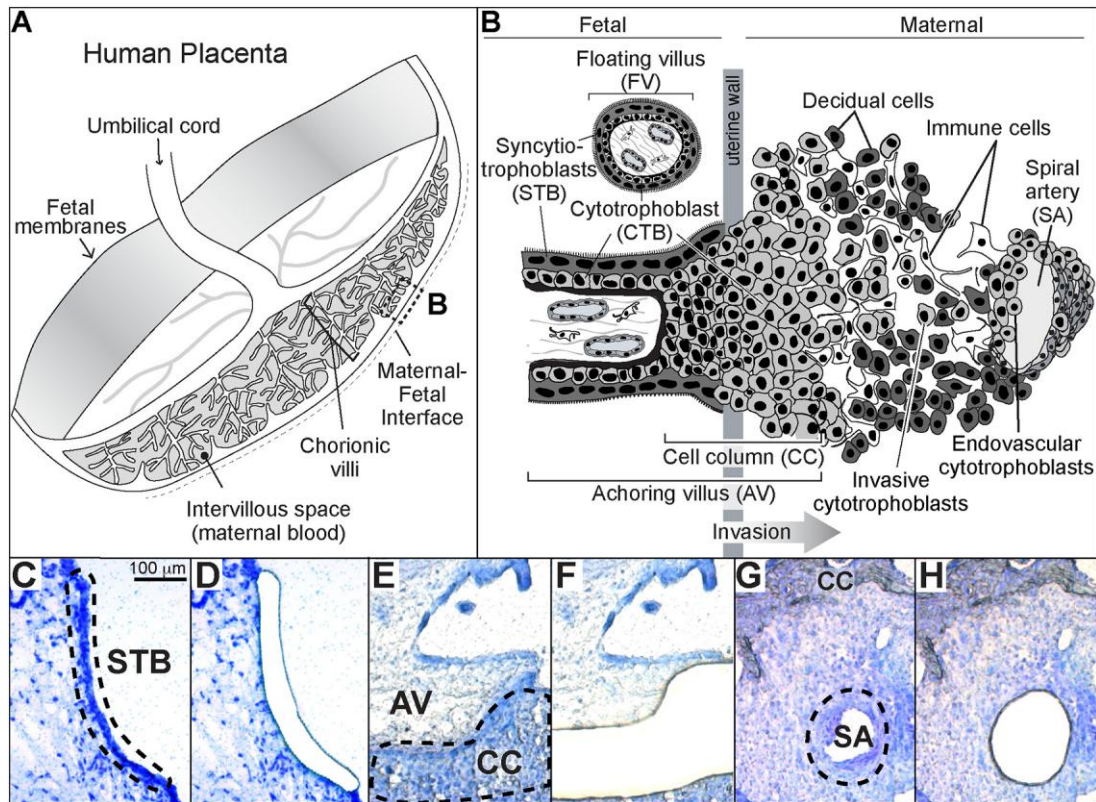 A
Human Placenta
Umbilical cord
Fetal
membranes
B
Maternal-
Fetal
Interface
Chorionic
villi
Intervillous space
(maternal blood)
B
Fetal
Maternal
Floating villus
(FV)
uterine wall
Decidual cells
Immune cells
Syncytio-
trophoblasts
(STB)
Spiral
artery
(SA)
Cytotrophoblast
(CTB)
Cell column (CC)
Achoring villus (AV)
Invasion
Invasive
cytotrophoblasts
Endovascular
cytotrophoblasts
C
100 μm
STB
D
E
AV
CC
F
G
CC
SA
H